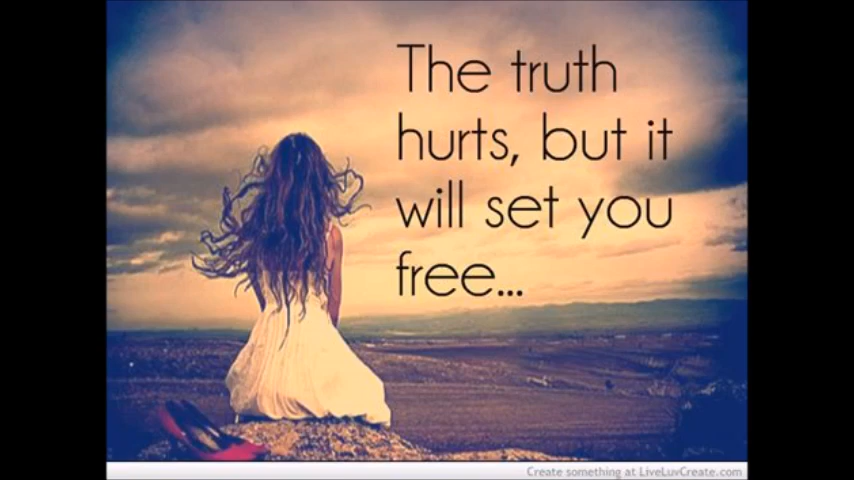 The truth
hurts, but it
will set you
free...
Create something at LiveLuvCreate.com